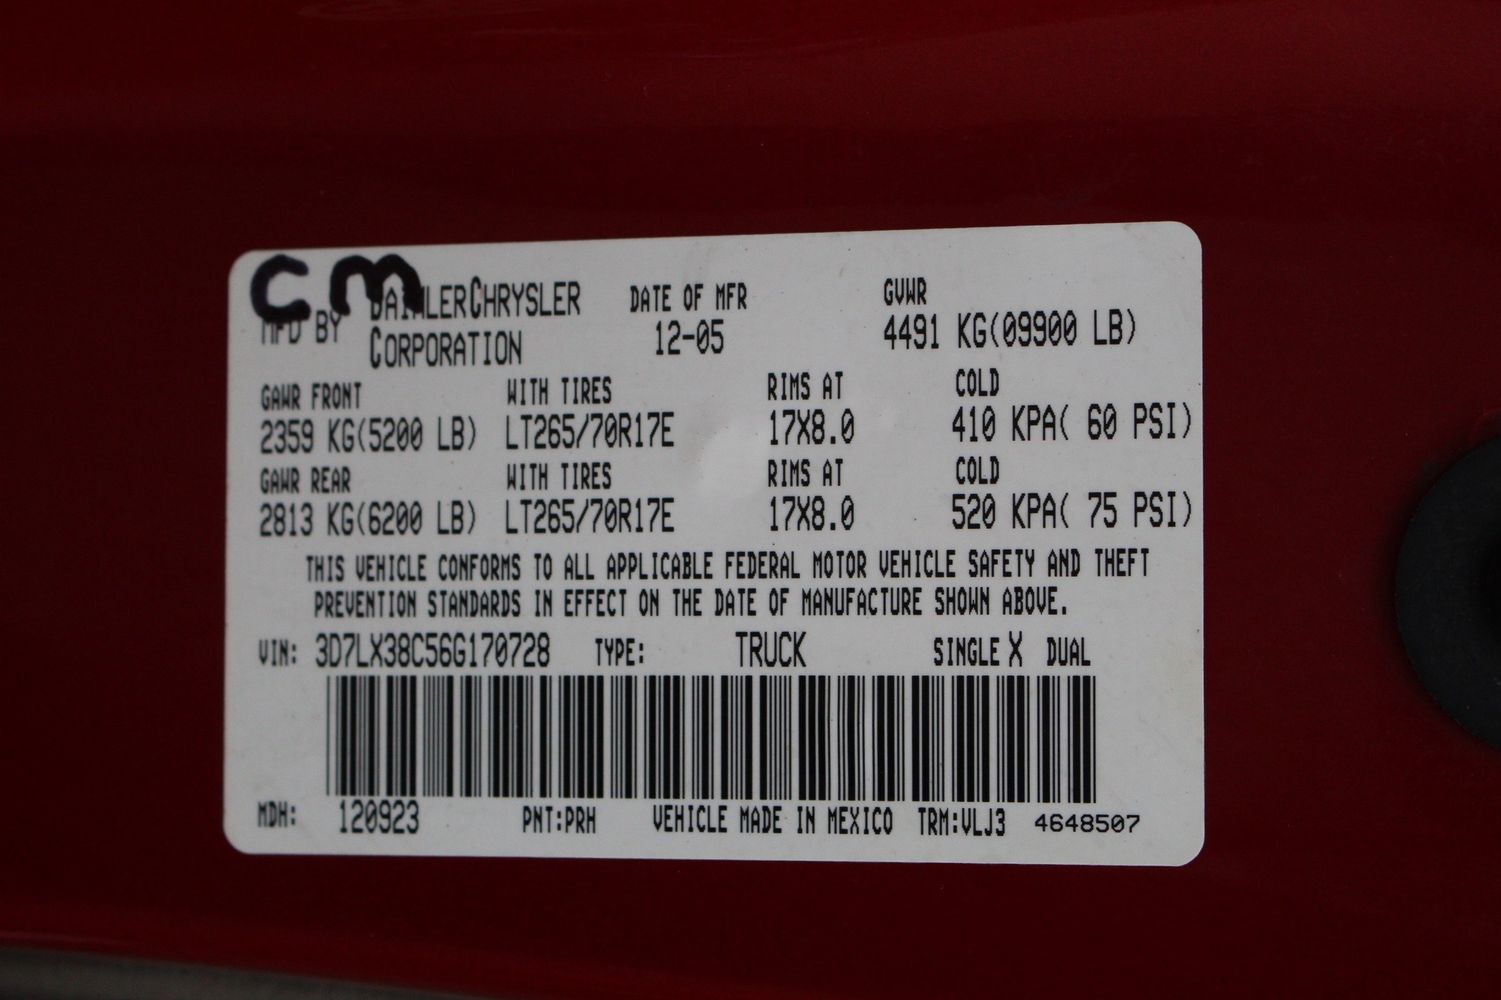 CM
MFD BY DAIMLERCHRYSLER CORPORATION DATE OF MFR 12-05 GVWR 4491 KG(09900 LB)
GAWR FRONT WITH TIRES RIMS AT COLD
2359 KG(5200 LB) LT265/70R17E 17X8.0 410 KPA( 60 PSI)
GAWR REAR WITH TIRES RIMS AT COLD
2813 KG(6200 LB) LT265/70R17E 17X8.0 520 KPA( 75 PSI)
THIS VEHICLE CONFORMS TO ALL APPLICABLE FEDERAL MOTOR VEHICLE SAFETY AND THEFT
PREVENTION STANDARDS IN EFFECT ON THE DATE OF MANUFACTURE SHOWN ABOVE.
VIN: 3D7LX38C56G170728 TYPE: TRUCK SINGLE X DUAL
MDH: 120923 PNT:PRH VEHICLE MADE IN MEXICO TRM:VLJ3 4648507